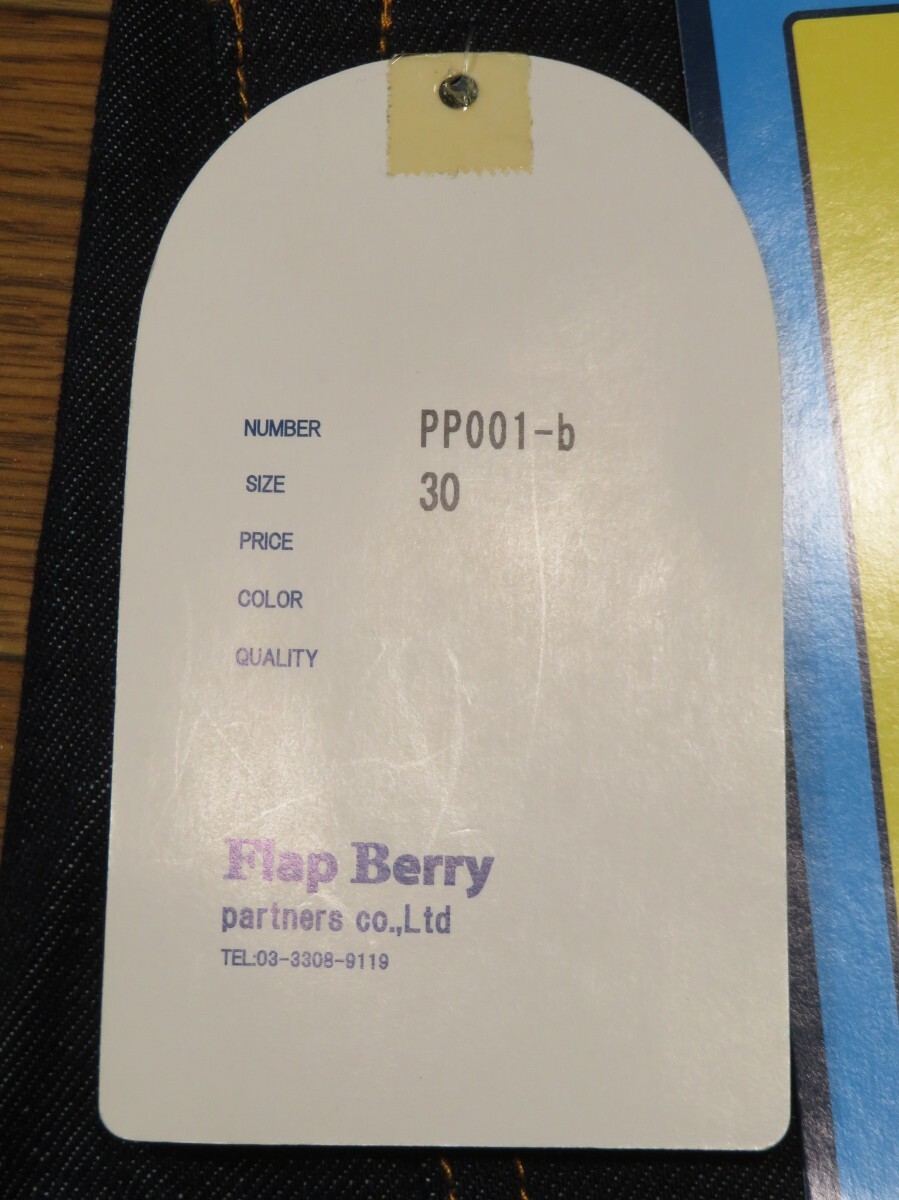 NUMBER PP001-b
SIZE 30
PRICE
COLOR
QUALITY
Flap Berry
partners co.,Ltd
TEL:03-3308-9119